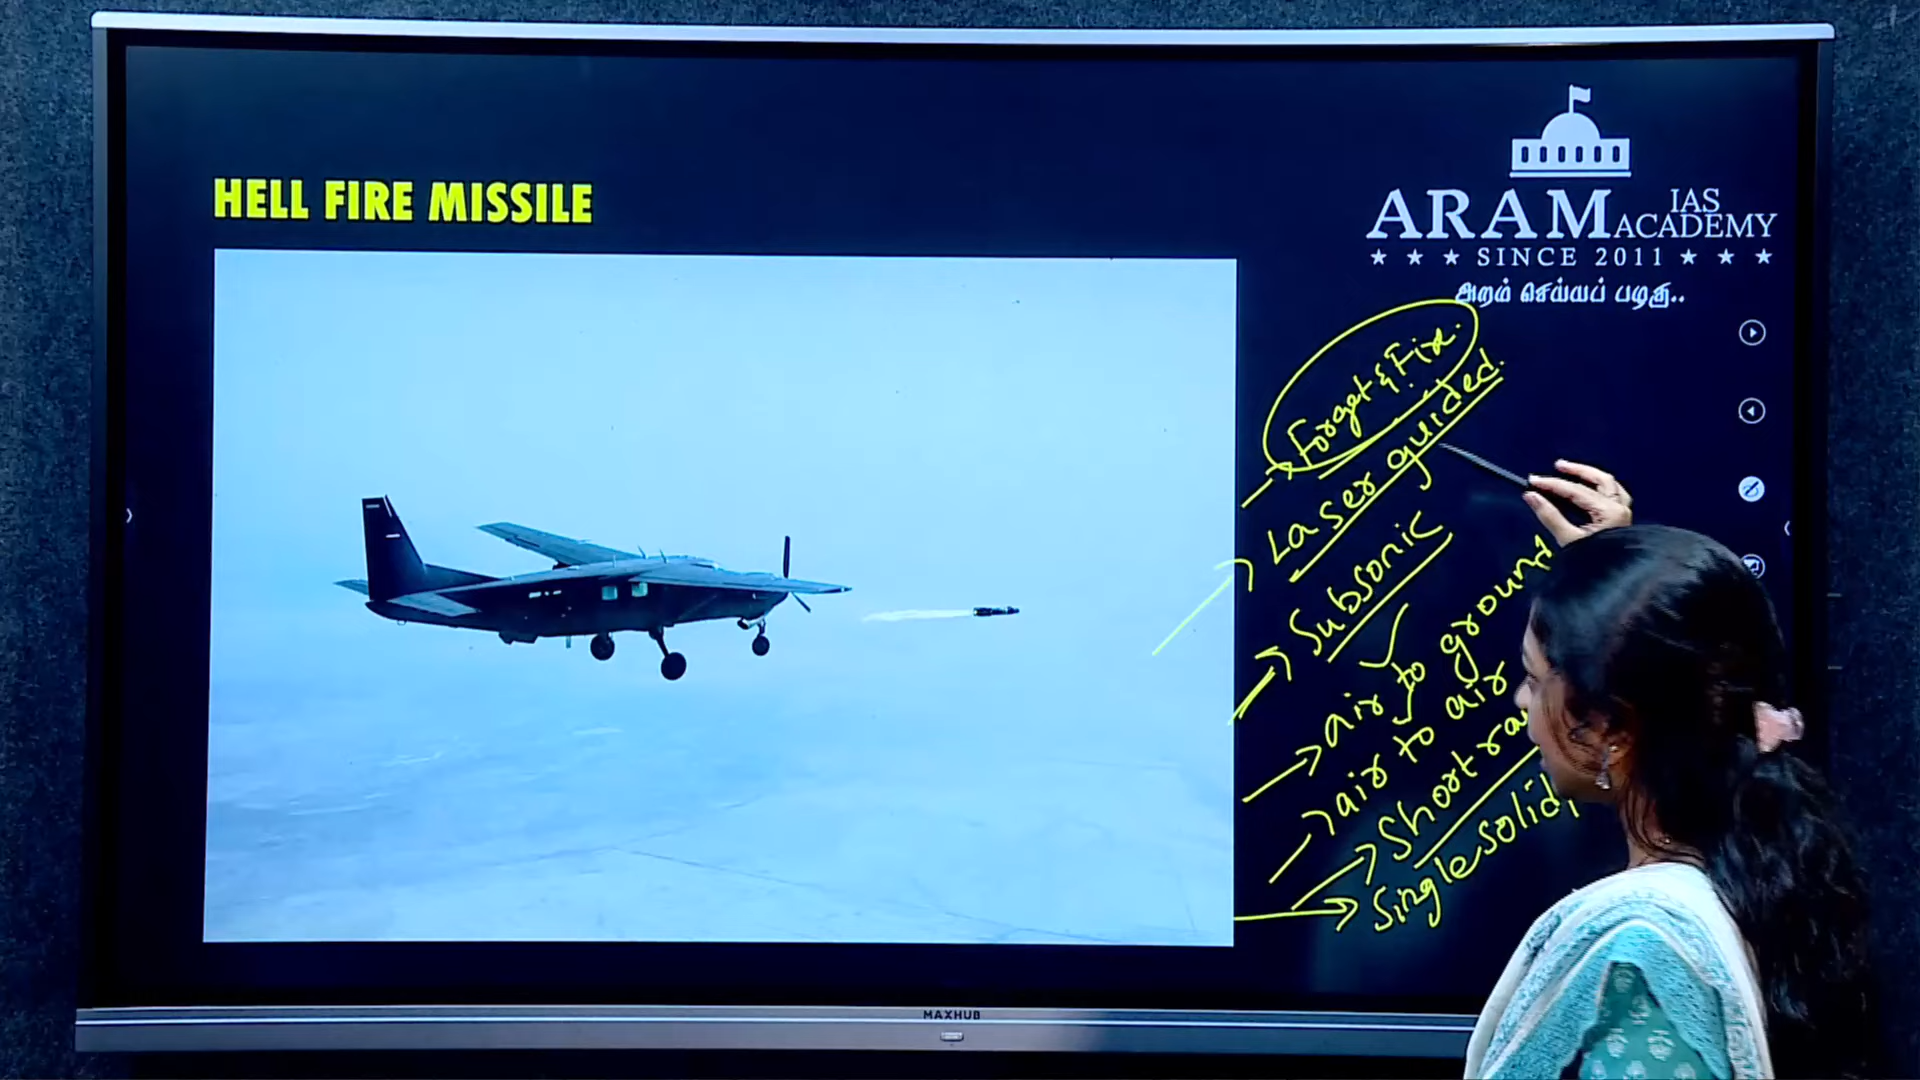 HELL FIRE MISSILE
ARAM IAS ACADEMY
SINCE 2011
அறம் செய்யப் பழகு..
Forget & Fire.
Laser guided.
Subsonic
air to ground
air to air
Short
Single solid
MAXHUB